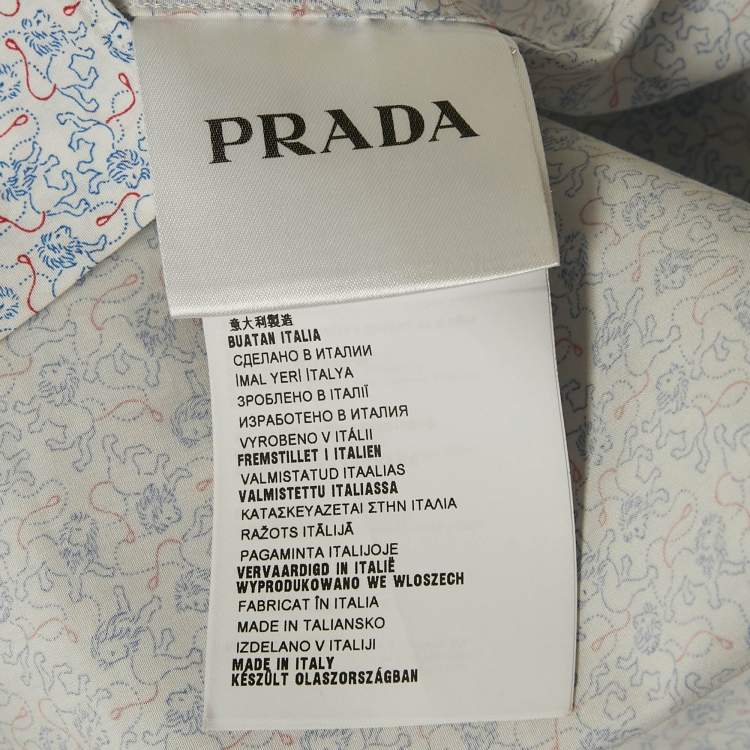 PRADA
意大利製造
BUATAN ITALIA
СДЕЛАНО В ИТАЛИИ
İMAL YERİ İTALYA
ЗРОБЛЕНО В ІТАЛІЇ
ИЗРАБОТЕНО В ИТАЛИЯ
VYROBENO V ITÁLII
FREMSTILLET I ITALIEN
VALMISTATUD ITAALIAS
VALMISTETTU ITALIASSA
ΚΑΤΑΣΚΕΥΑΖΕΤΑΙ ΣΤΗΝ ΙΤΑΛΙΑ
RAŽOTS ITĀLIJĀ
PAGAMINTA ITALIJOJE
VERVAARDIGD IN ITALIË
WYPRODUKOWANO WE WLOSZECH
FABRICAT ÎN ITALIA
MADE IN TALIANSKO
IZDELANO V ITALIJI
MADE IN ITALY
KÉSZÜLT OLASZORSZÁGBAN